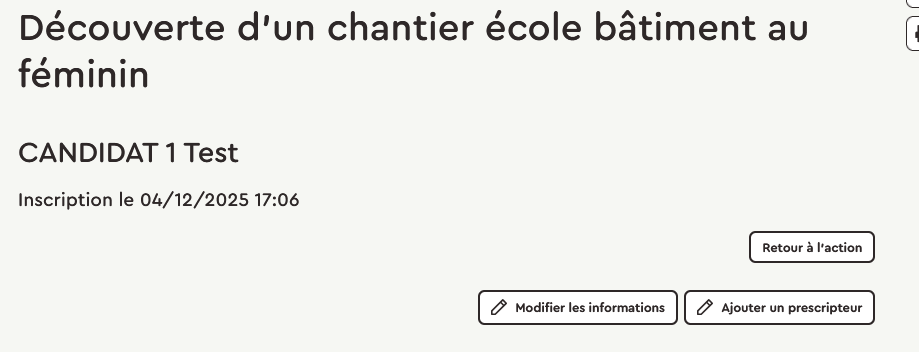 Découverte d'un chantier école bâtiment au
féminin
CANDIDAT 1 Test
Inscription le 04/12/2025 17:06
Retour à l'action
Modifier les informations
Ajouter un prescripteur